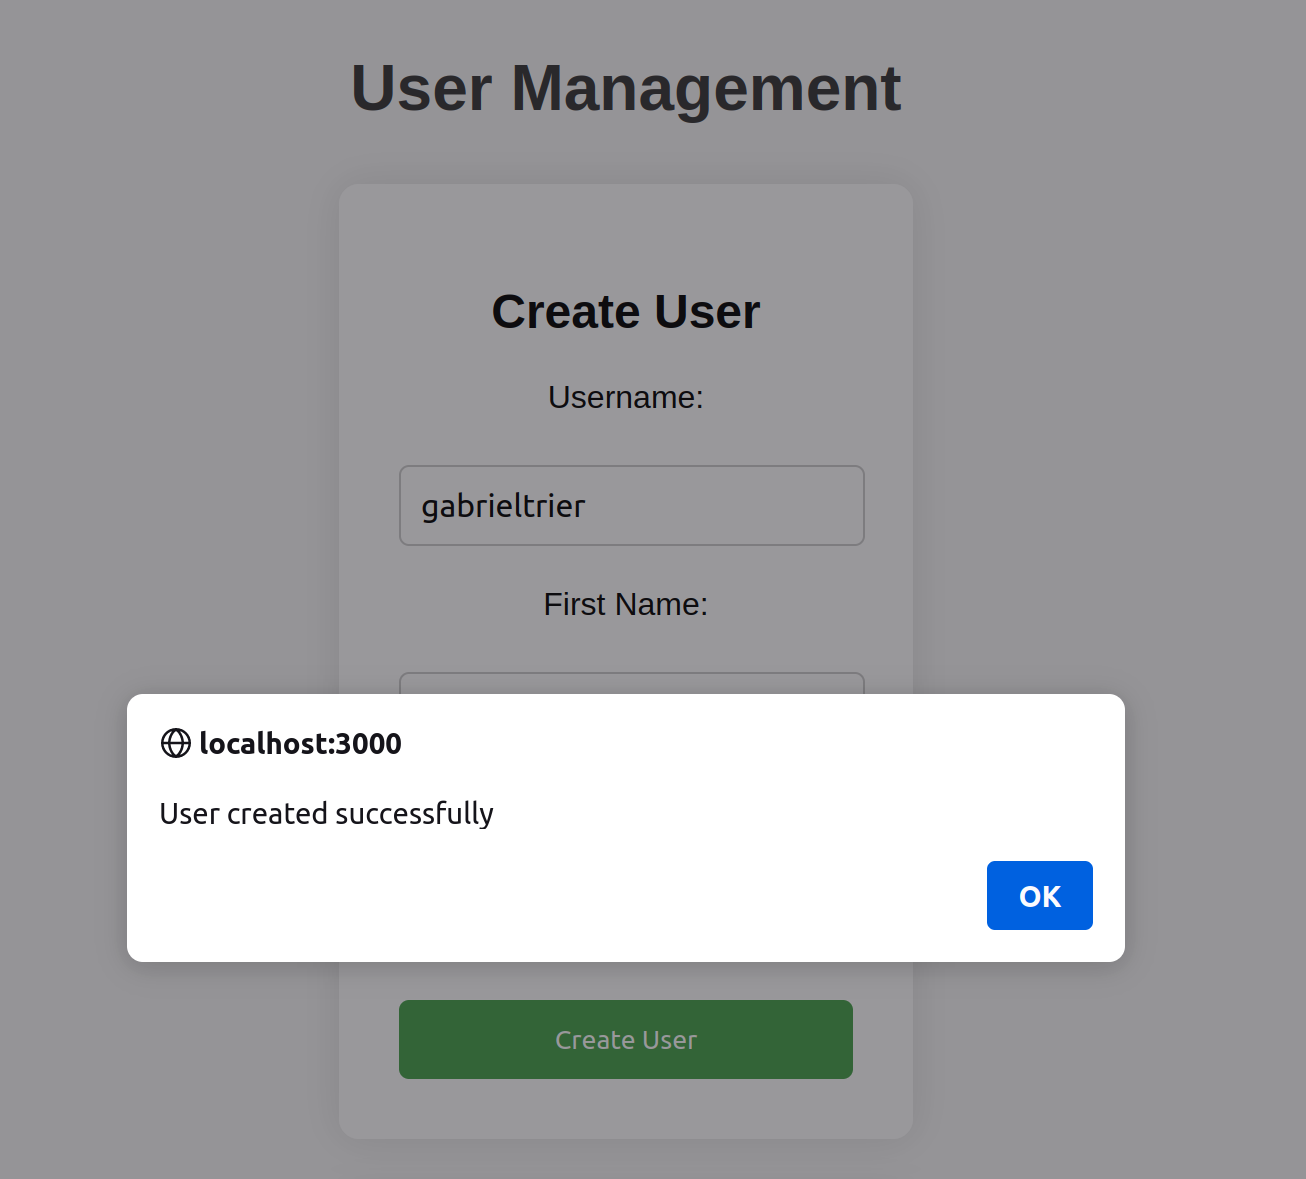 User Management
Create User
Username:
gabrieltrier
First Name:
localhost:3000
User created successfully
OK
Create User